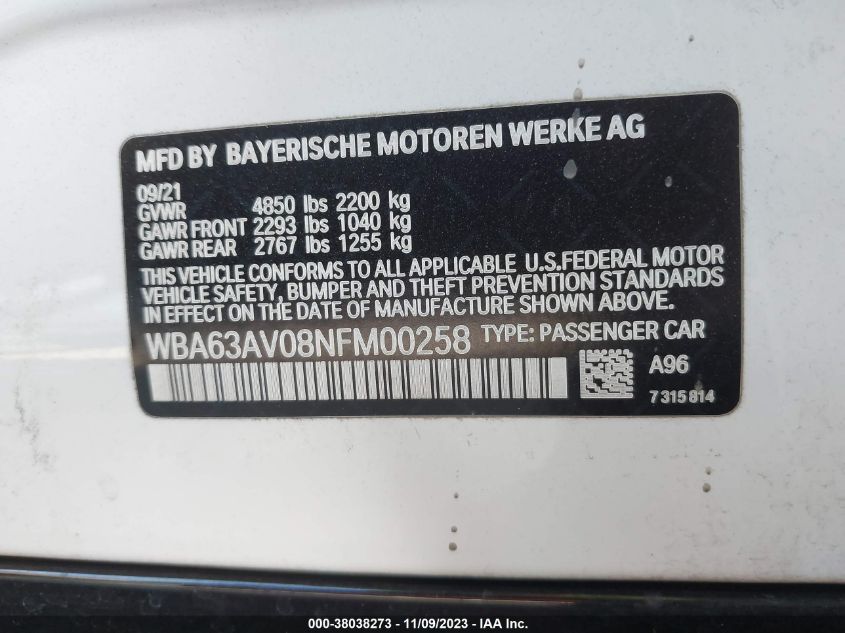 MFD BY BAYERISCHE MOTOREN WERKE AG
09/21
GVWR 4850 lbs 2200 kg
GAWR FRONT 2293 lbs 1040 kg
GAWR REAR 2767 lbs 1255 kg
THIS VEHICLE CONFORMS TO ALL APPLICABLE U.S.FEDERAL MOTOR
VEHICLE SAFETY, BUMPER AND THEFT PREVENTION STANDARDS
IN EFFECT ON THE DATE OF MANUFACTURE SHOWN ABOVE.
WBA63AV08NFM00258 TYPE: PASSENGER CAR
A96
7315814
000-38038273 - 11/09/2023 - IAA Inc.